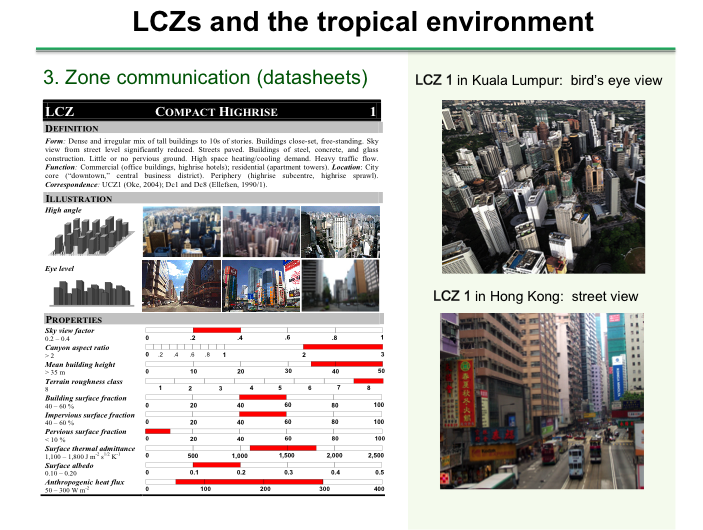 LCZs and the tropical environment
3. Zone communication (datasheets)
LCZ COMPACT HIGHRISE 1
DEFINITION
Form: Dense and irregular mix of tall buildings to 10s of stories. Buildings close-set, free-standing. Sky
view from street level significantly reduced. Streets paved. Buildings of steel, concrete, and glass
construction. Little or no pervious ground. High space heating/cooling demand. Heavy traffic flow.
Function: Commercial (office buildings, highrise hotels); residential (apartment towers). Location: City
core ("downtown," central business district). Periphery (highrise subcentre, highrise sprawl).
Correspondence: UCZ1 (Oke, 2004); Dc1 and Dc8 (Ellefsen, 1990/1).
ILLUSTRATION
High angle
Eye level
PROPERTIES
Sky view factor
0.2 – 0.4
0 .2 .4 .6 .8 1
Canyon aspect ratio
> 2
0 .2 .4 .6 .8 1 2 3
Mean building height
> 35 m
0 10 20 30 40 50
Terrain roughness class
8
1 2 3 4 5 6 7 8
Building surface fraction
40 – 60 %
0 20 40 60 80 100
Impervious surface fraction
40 – 60 %
0 20 40 60 80 100
Pervious surface fraction
< 10 %
0 20 40 60 80 100
Surface thermal admittance
1,100 – 1,800 J m⁻² s¹ᐟ² K⁻¹
0 500 1,000 1,500 2,000 2,500
Surface albedo
0.10 – 0.20
0 0.1 0.2 0.3 0.4 0.5
Anthropogenic heat flux
50 – 300 W m⁻²
0 100 200 300 400
LCZ 1 in Kuala Lumpur: bird's eye view
LCZ 1 in Hong Kong: street view